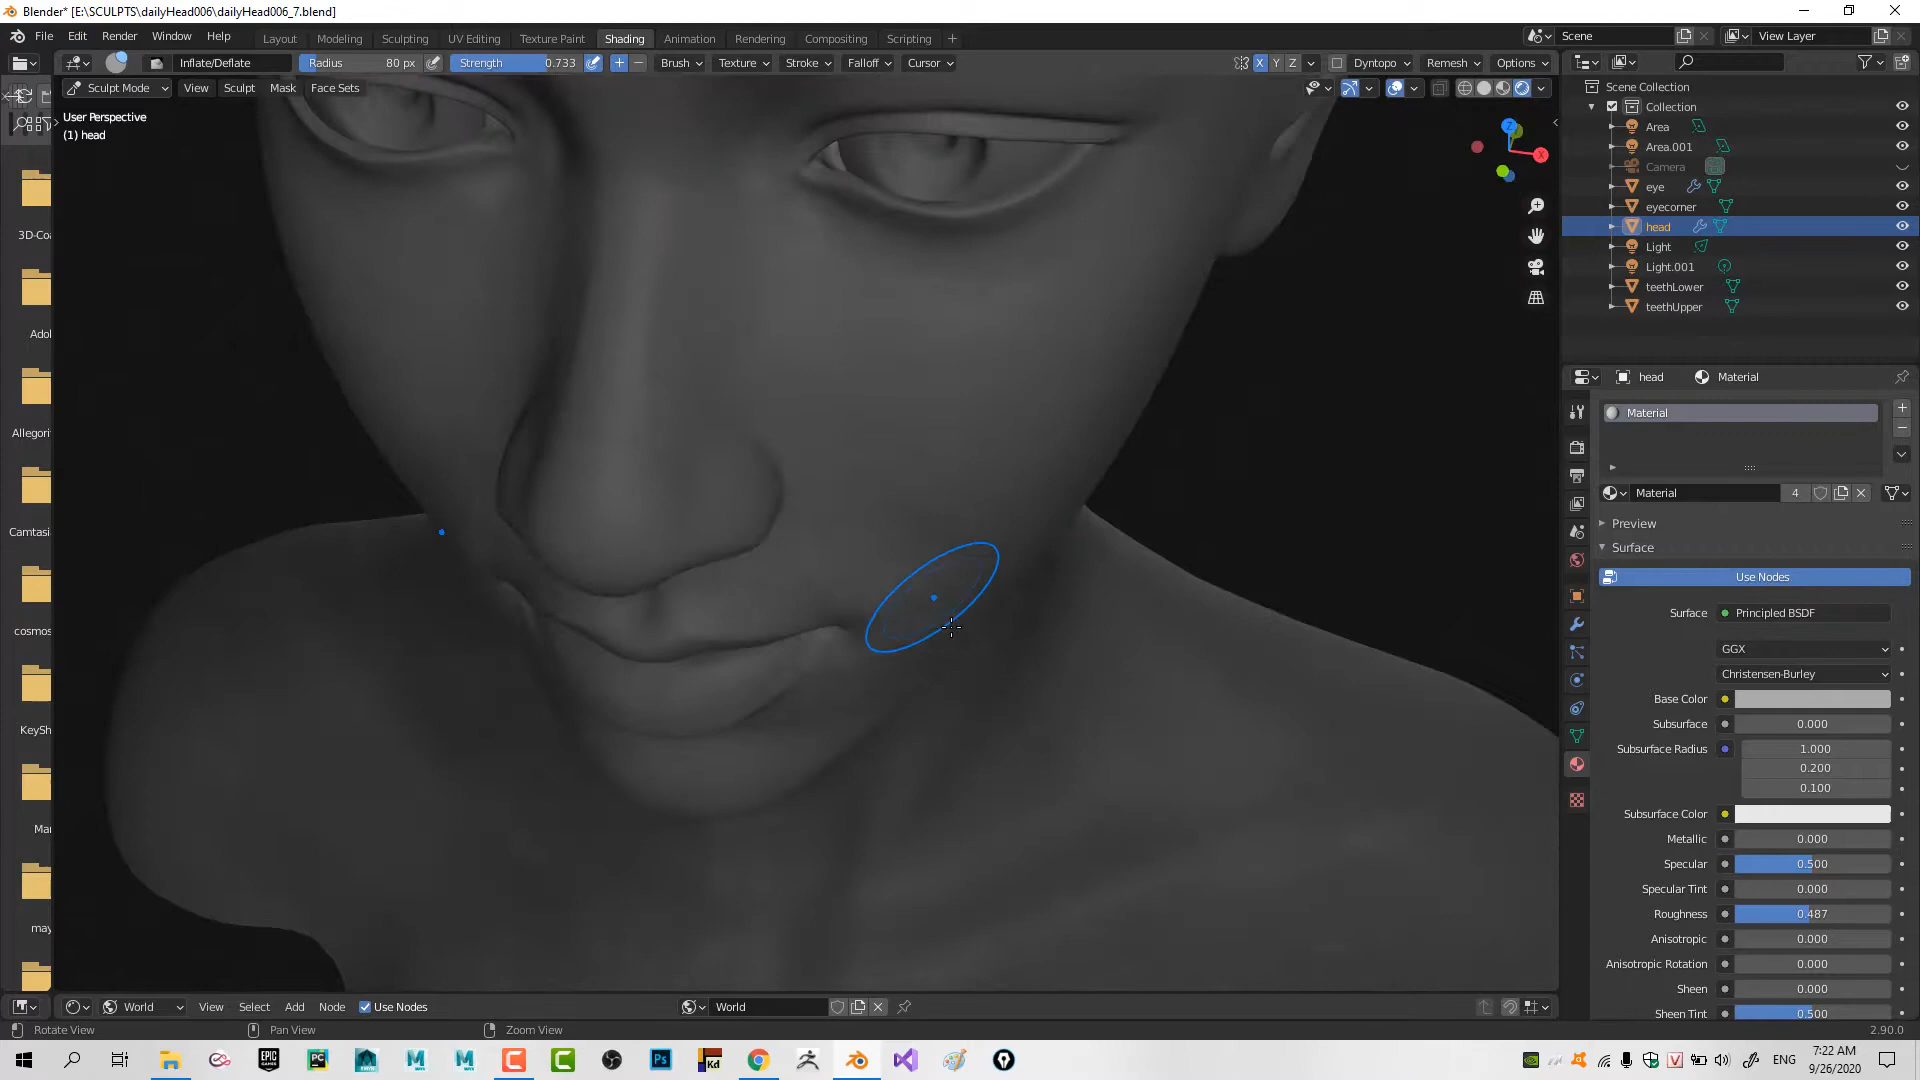 Blender* [E:\SCULPTS\dailyHead006\dailyHead006_7.blend]
File Edit Render Window Help Layout Modeling Sculpting UV Editing Texture Paint Shading Animation Rendering Compositing Scripting + Scene View Layer
Inflate/Deflate Radius 80 px Strength 0.733 Brush Texture Stroke Falloff Cursor X Y Z Dyntopo Remesh Options
Sculpt Mode View Sculpt Mask Face Sets
User Perspective
(1) head
Scene Collection
Collection
Area
Area.001
Camera
eye
eyecorner
head
Light
Light.001
teethLower
teethUpper
3D-Coa
Adol
Allegorit
Camtasia
cosmos
KeySh
Mar
may
head Material
Material
Material 4
Preview
Surface
Use Nodes
Surface Principled BSDF
GGX
Christensen-Burley
Base Color
Subsurface 0.000
Subsurface Radius 1.000
0.200
0.100
Subsurface Color
Metallic 0.000
Specular 0.500
Specular Tint 0.000
Roughness 0.487
Anisotropic 0.000
Anisotropic Rotation 0.000
Sheen 0.000
Sheen Tint 0.500
World View Select Add Node Use Nodes World
Rotate View Pan View Zoom View 2.90.0
ENG 7:22 AM
9/26/2020